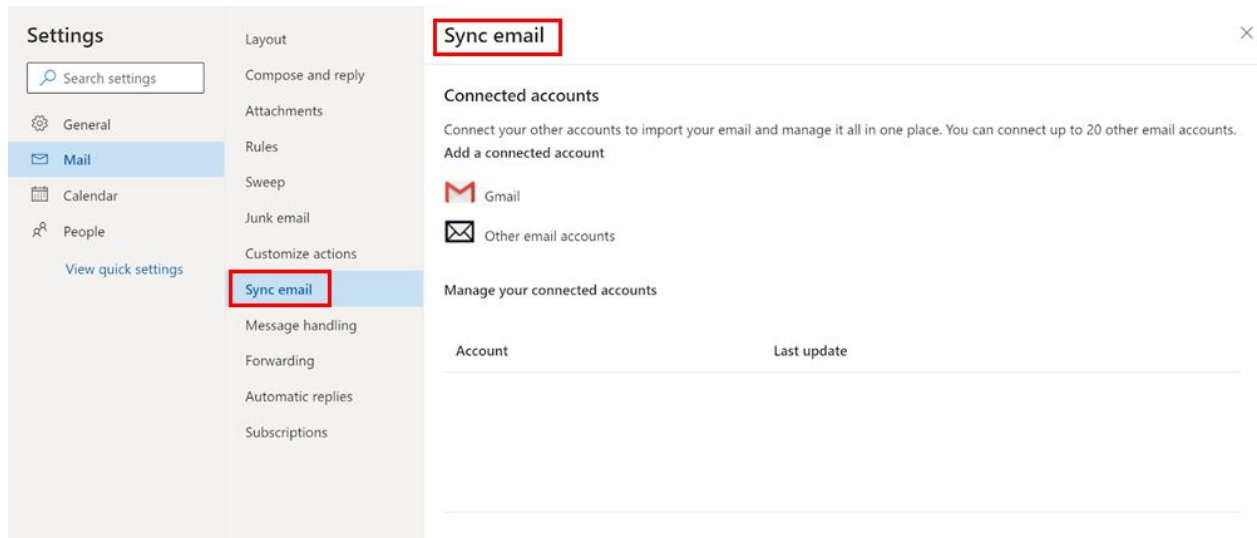 Settings
Search settings
General
Mail
Calendar
People
View quick settings
Layout
Compose and reply
Attachments
Rules
Sweep
Junk email
Customize actions
Sync email
Message handling
Forwarding
Automatic replies
Subscriptions
Sync email
Connected accounts
Connect your other accounts to import your email and manage it all in one place. You can connect up to 20 other email accounts.
Add a connected account
Gmail
Other email accounts
Manage your connected accounts
Account Last update